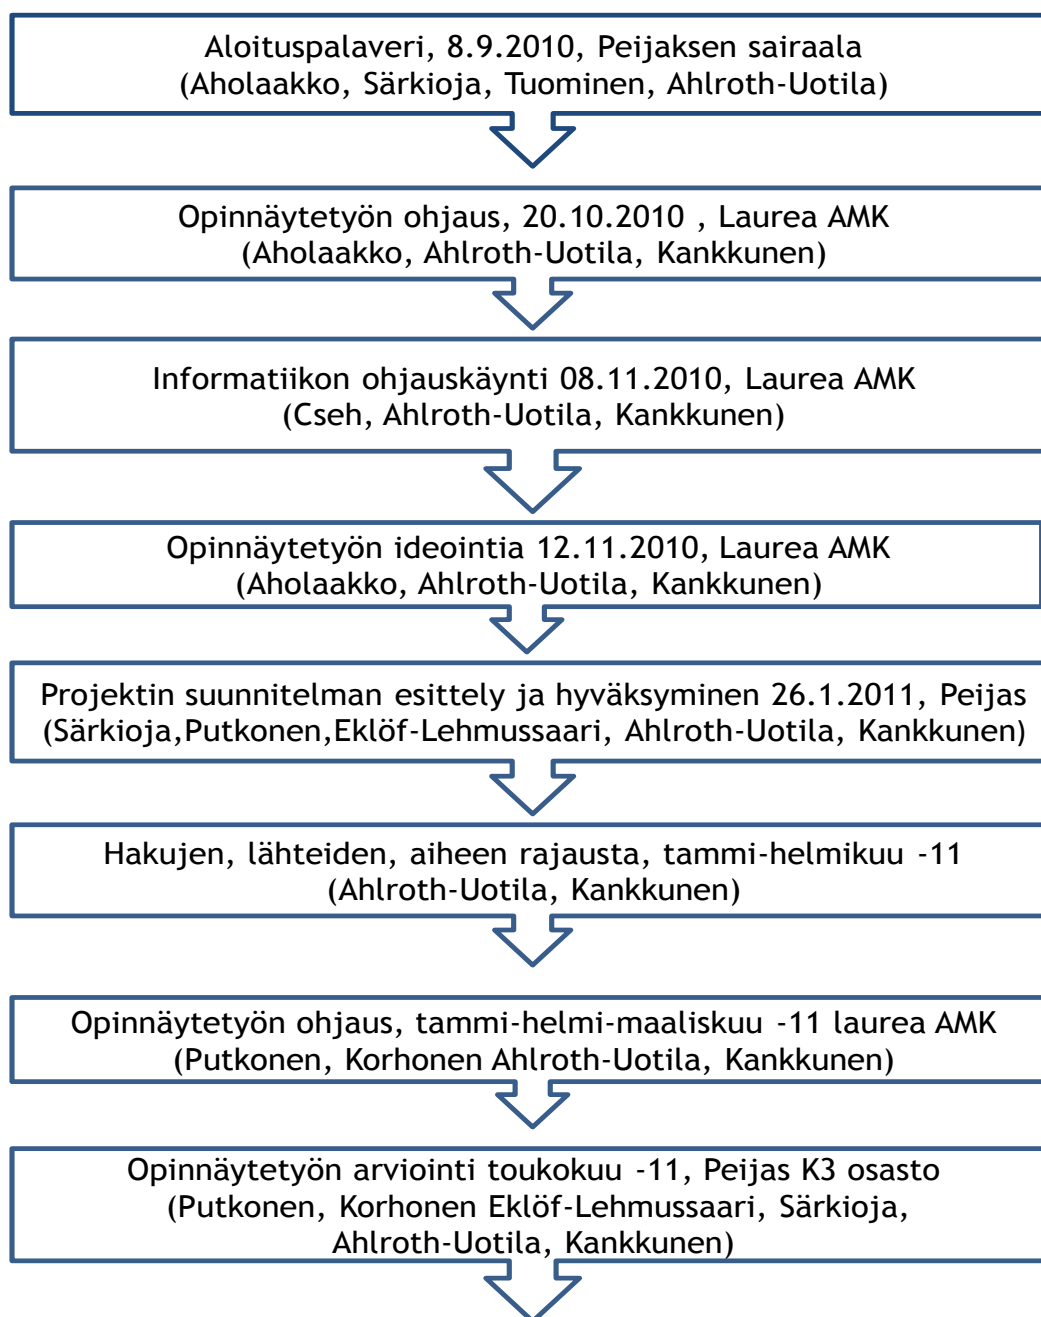 Aloituspalaveri, 8.9.2010, Peijaksen sairaala
(Aholaakko, Särkioja, Tuominen, Ahlroth-Uotila)
Opinnäytetyön ohjaus, 20.10.2010 , Laurea AMK
(Aholaakko, Ahlroth-Uotila, Kankkunen)
Informatiikon ohjauskäynti 08.11.2010, Laurea AMK
(Cseh, Ahlroth-Uotila, Kankkunen)
Opinnäytetyön ideointia 12.11.2010, Laurea AMK
(Aholaakko, Ahlroth-Uotila, Kankkunen)
Projektin suunnitelman esittely ja hyväksyminen 26.1.2011, Peijas
(Särkioja,Putkonen,Eklöf-Lehmussaari, Ahlroth-Uotila, Kankkunen)
Hakujen, lähteiden, aiheen rajausta, tammi-helmikuu -11
(Ahlroth-Uotila, Kankkunen)
Opinnäytetyön ohjaus, tammi-helmi-maaliskuu -11 laurea AMK
(Putkonen, Korhonen Ahlroth-Uotila, Kankkunen)
Opinnäytetyön arviointi toukokuu -11, Peijas K3 osasto
(Putkonen, Korhonen Eklöf-Lehmussaari, Särkioja,
Ahlroth-Uotila, Kankkunen)